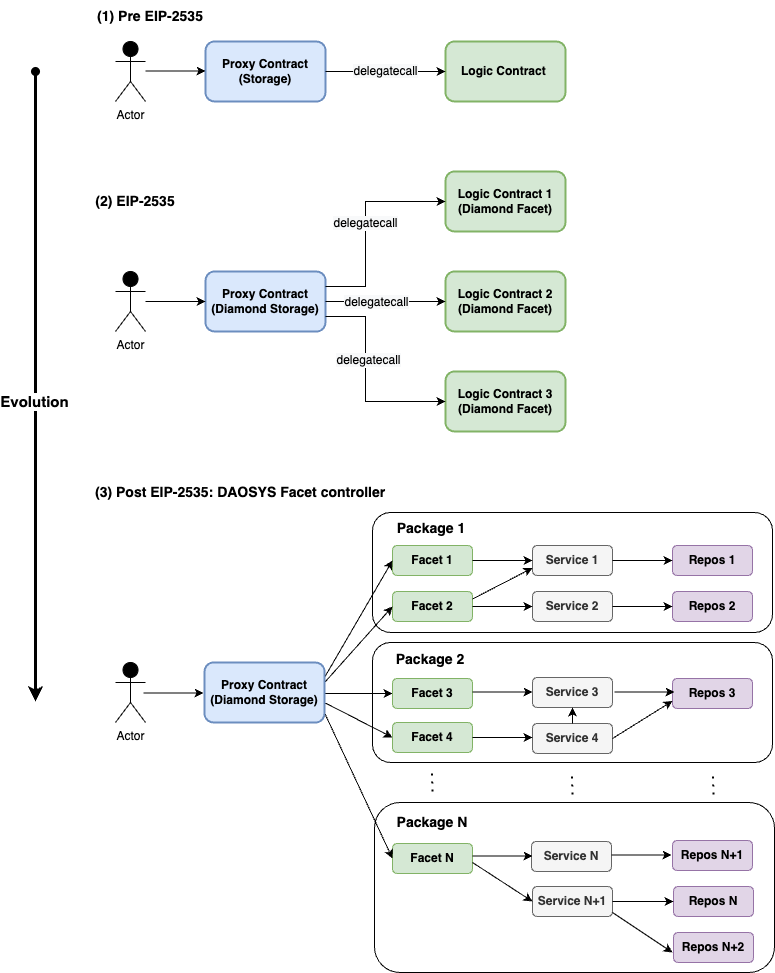 (1) Pre EIP-2535
Actor
Proxy Contract
(Storage)
delegatecall
Logic Contract
(2) EIP-2535
Actor
Proxy Contract
(Diamond Storage)
delegatecall
Logic Contract 1
(Diamond Facet)
delegatecall
Logic Contract 2
(Diamond Facet)
delegatecall
Logic Contract 3
(Diamond Facet)
Evolution
(3) Post EIP-2535: DAOSYS Facet controller
Actor
Proxy Contract
(Diamond Storage)
Package 1
Facet 1
Service 1
Repos 1
Facet 2
Service 2
Repos 2
Package 2
Facet 3
Service 3
Repos 3
Facet 4
Service 4
Package N
Facet N
Service N
Repos N+1
Service N+1
Repos N
Repos N+2